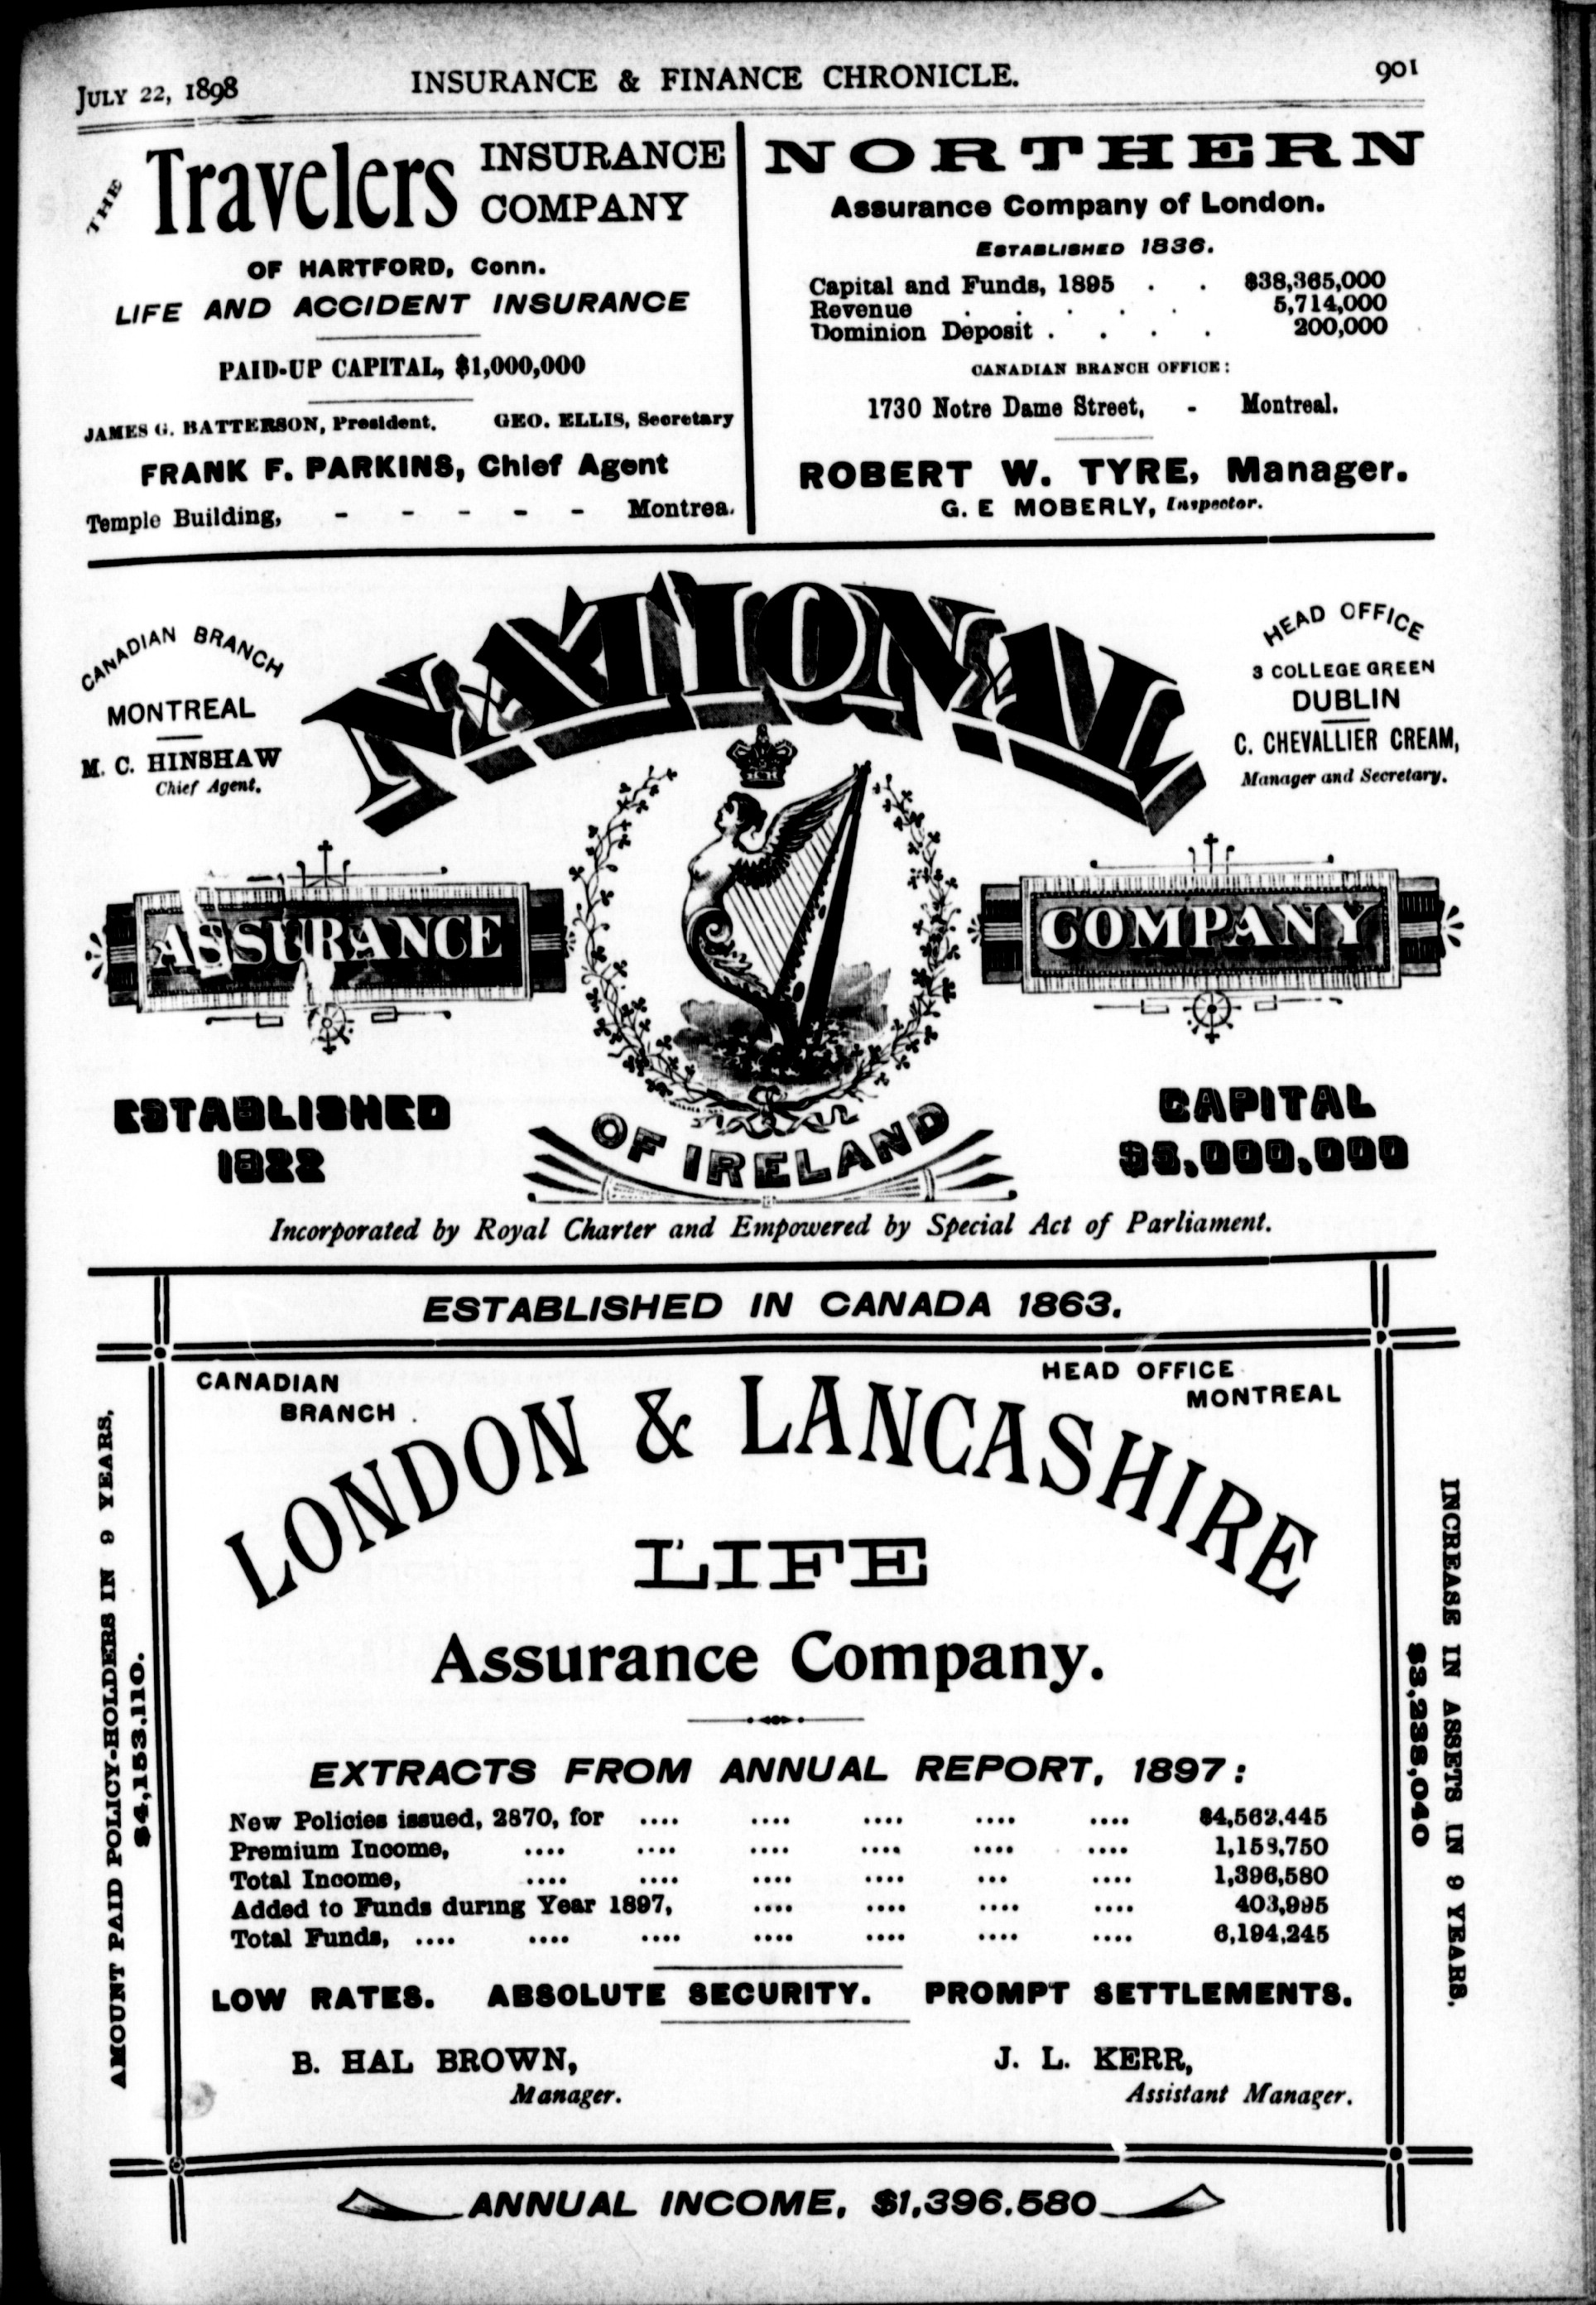 JULY 22, 1898 INSURANCE & FINANCE CHRONICLE. 901
THE Travelers INSURANCE
COMPANY
OF HARTFORD, Conn.
LIFE AND ACCIDENT INSURANCE
PAID-UP CAPITAL, $1,000,000
JAMES G. BATTERSON, President. GEO. ELLIS, Secretary
FRANK F. PARKINS, Chief Agent
Temple Building, - - - - - Montrea.
NORTHERN
Assurance Company of London.
ESTABLISHED 1836.
Capital and Funds, 1895 . . $38,365,000
Revenue . . . . . 5,714,000
Dominion Deposit . . . . 200,000
CANADIAN BRANCH OFFICE:
1730 Notre Dame Street, - Montreal.
ROBERT W. TYRE, Manager.
G. E MOBERLY, Inspector.
CANADIAN BRANCH
MONTREAL
M. C. HINSHAW
Chief Agent.
NATIONAL
HEAD OFFICE
3 COLLEGE GREEN
DUBLIN
C. CHEVALLIER CREAM,
Manager and Secretary.
ASSURANCE COMPANY
ESTABLISHED
1822
OF IRELAND
CAPITAL
$5,000,000
Incorporated by Royal Charter and Empowered by Special Act of Parliament.
ESTABLISHED IN CANADA 1863.
CANADIAN
BRANCH .
HEAD OFFICE
MONTREAL
LONDON & LANCASHIRE
LIFE
Assurance Company.
EXTRACTS FROM ANNUAL REPORT, 1897:
New Policies issued, 2870, for .... .... .... .... .... $4,562,445
Premium Income, .... .... .... .... .... .... 1,158,750
Total Income, .... .... .... .... ... .... 1,396,580
Added to Funds during Year 1897, .... .... .... .... 403,995
Total Funds, .... .... .... .... .... .... .... 6,194,245
LOW RATES. ABSOLUTE SECURITY. PROMPT SETTLEMENTS.
B. HAL BROWN,
Manager.
J. L. KERR,
Assistant Manager.
AMOUNT PAID POLICY-HOLDERS IN 9 YEARS,
$4,153.110.
INCREASE IN ASSETS IN 9 YEARS.
$3,238,040
ANNUAL INCOME, $1,396.580